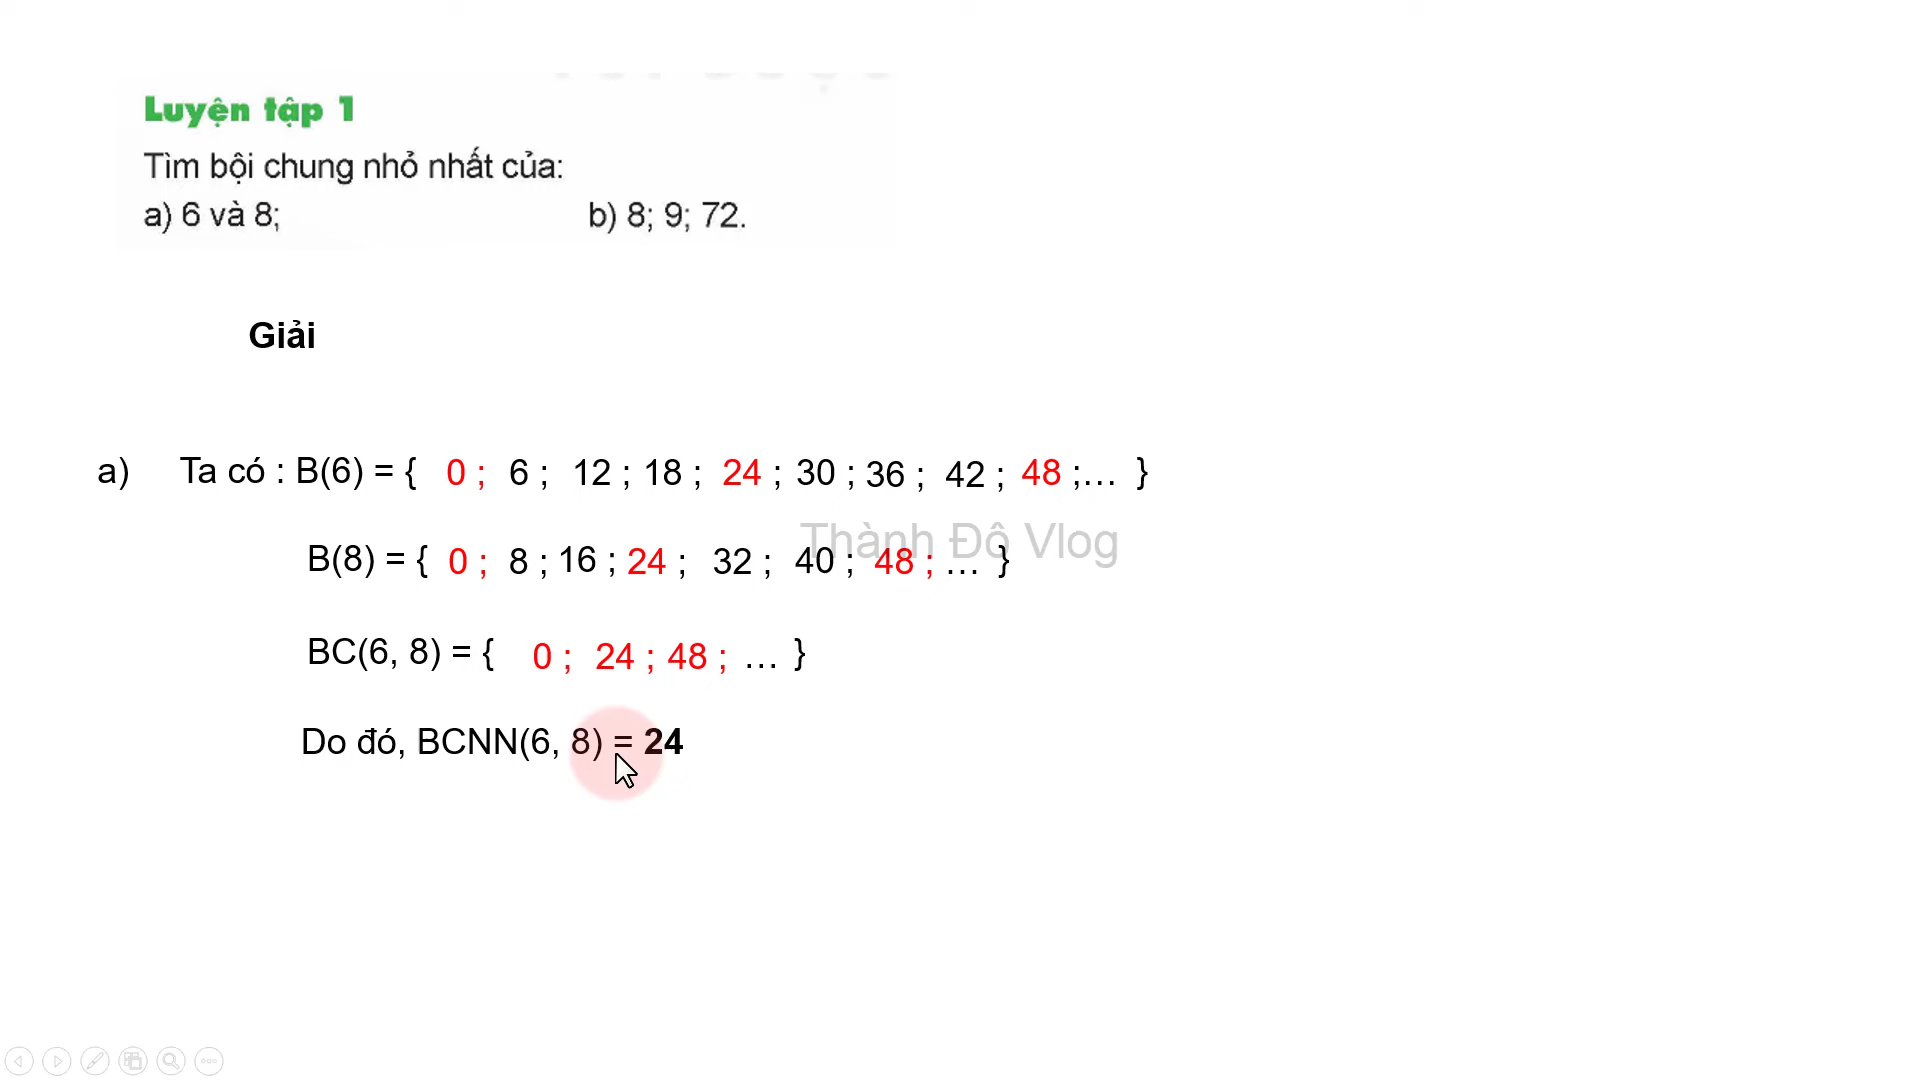 Luyện tập 1
Tìm bội chung nhỏ nhất của:
a) 6 và 8; b) 8; 9; 72.
Giải
a) Ta có : B(6) = { 0 ; 6 ; 12 ; 18 ; 24 ; 30 ; 36 ; 42 ; 48 ;... }
Thành Đô Vlog
B(8) = { 0 ; 8 ; 16 ; 24 ; 32 ; 40 ; 48 ; ... }
BC(6, 8) = { 0 ; 24 ; 48 ; ... }
Do đó, BCNN(6, 8) = 24